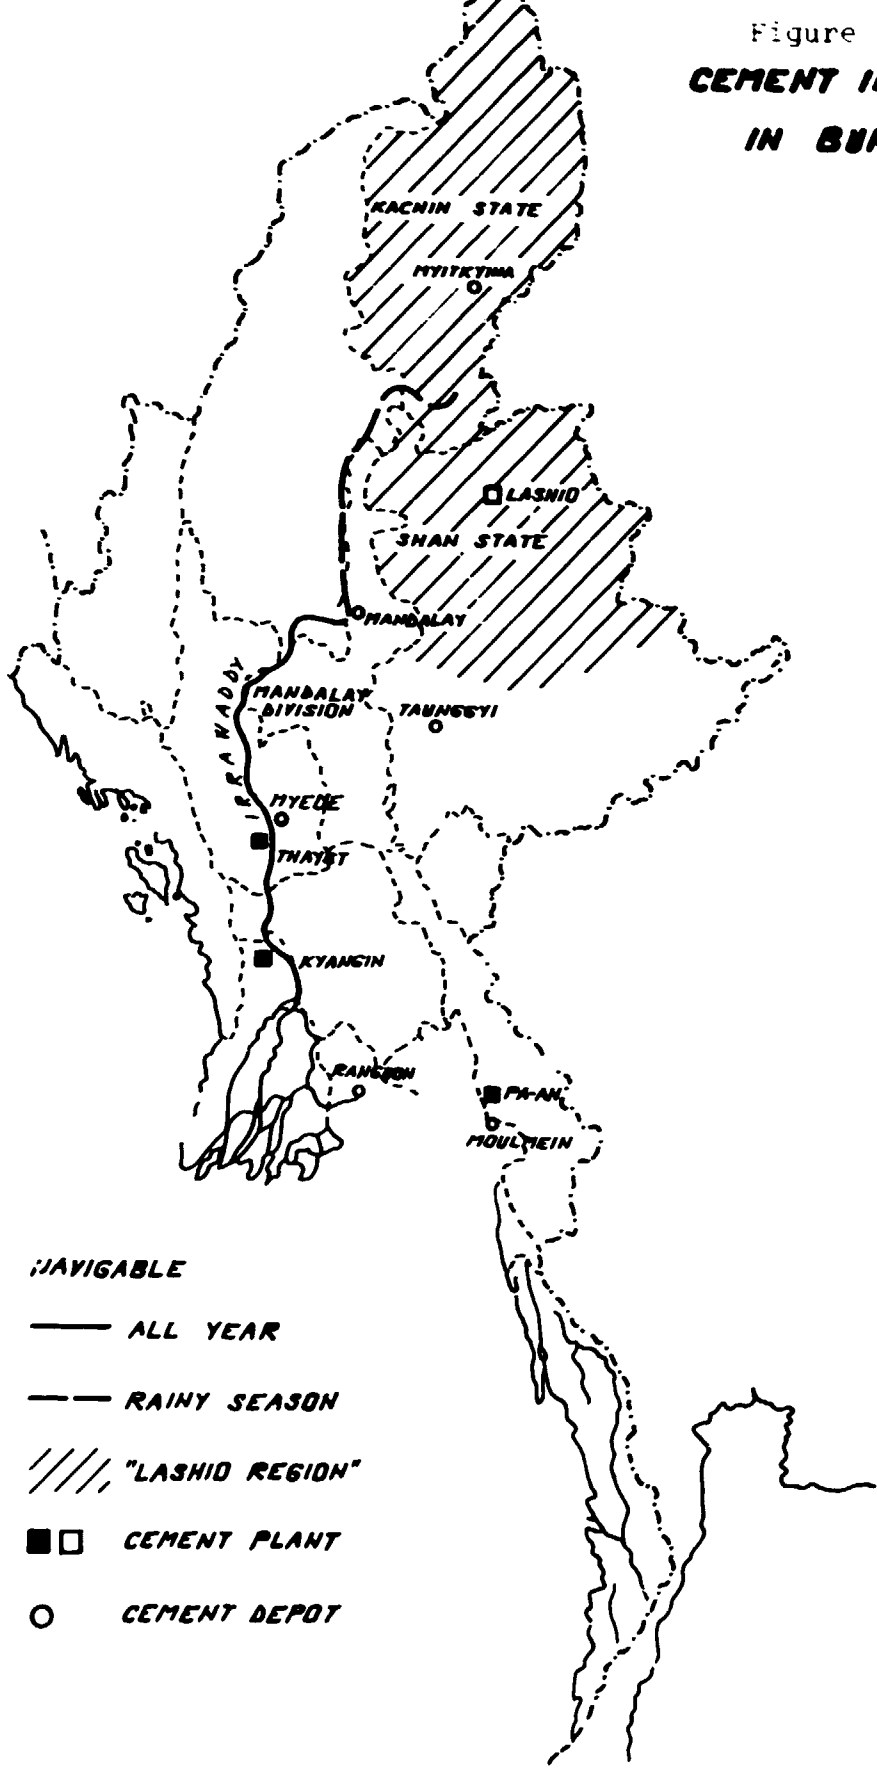 Figure
CEMENT
IN
KACHIN STATE
MYITKYINA
LASHIO
SHAN STATE
MANDALAY
IRRAWADDY
MANDALAY
DIVISION
TAUNGGYI
MYEDE
THAYET
KYANGIN
RANGOON
PA-AN
MOULMEIN
NAVIGABLE
ALL YEAR
RAINY SEASON
"LASHIO REGION"
CEMENT PLANT
CEMENT DEPOT